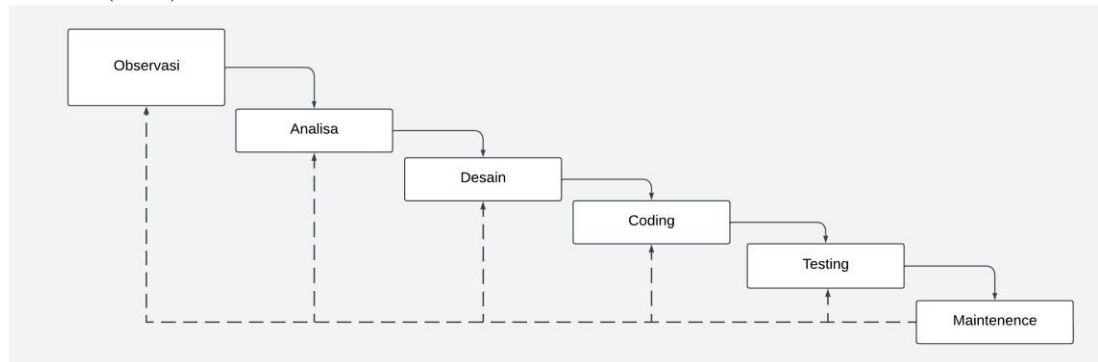 Observasi
Analisa
Desain
Coding
Testing
Maintenence